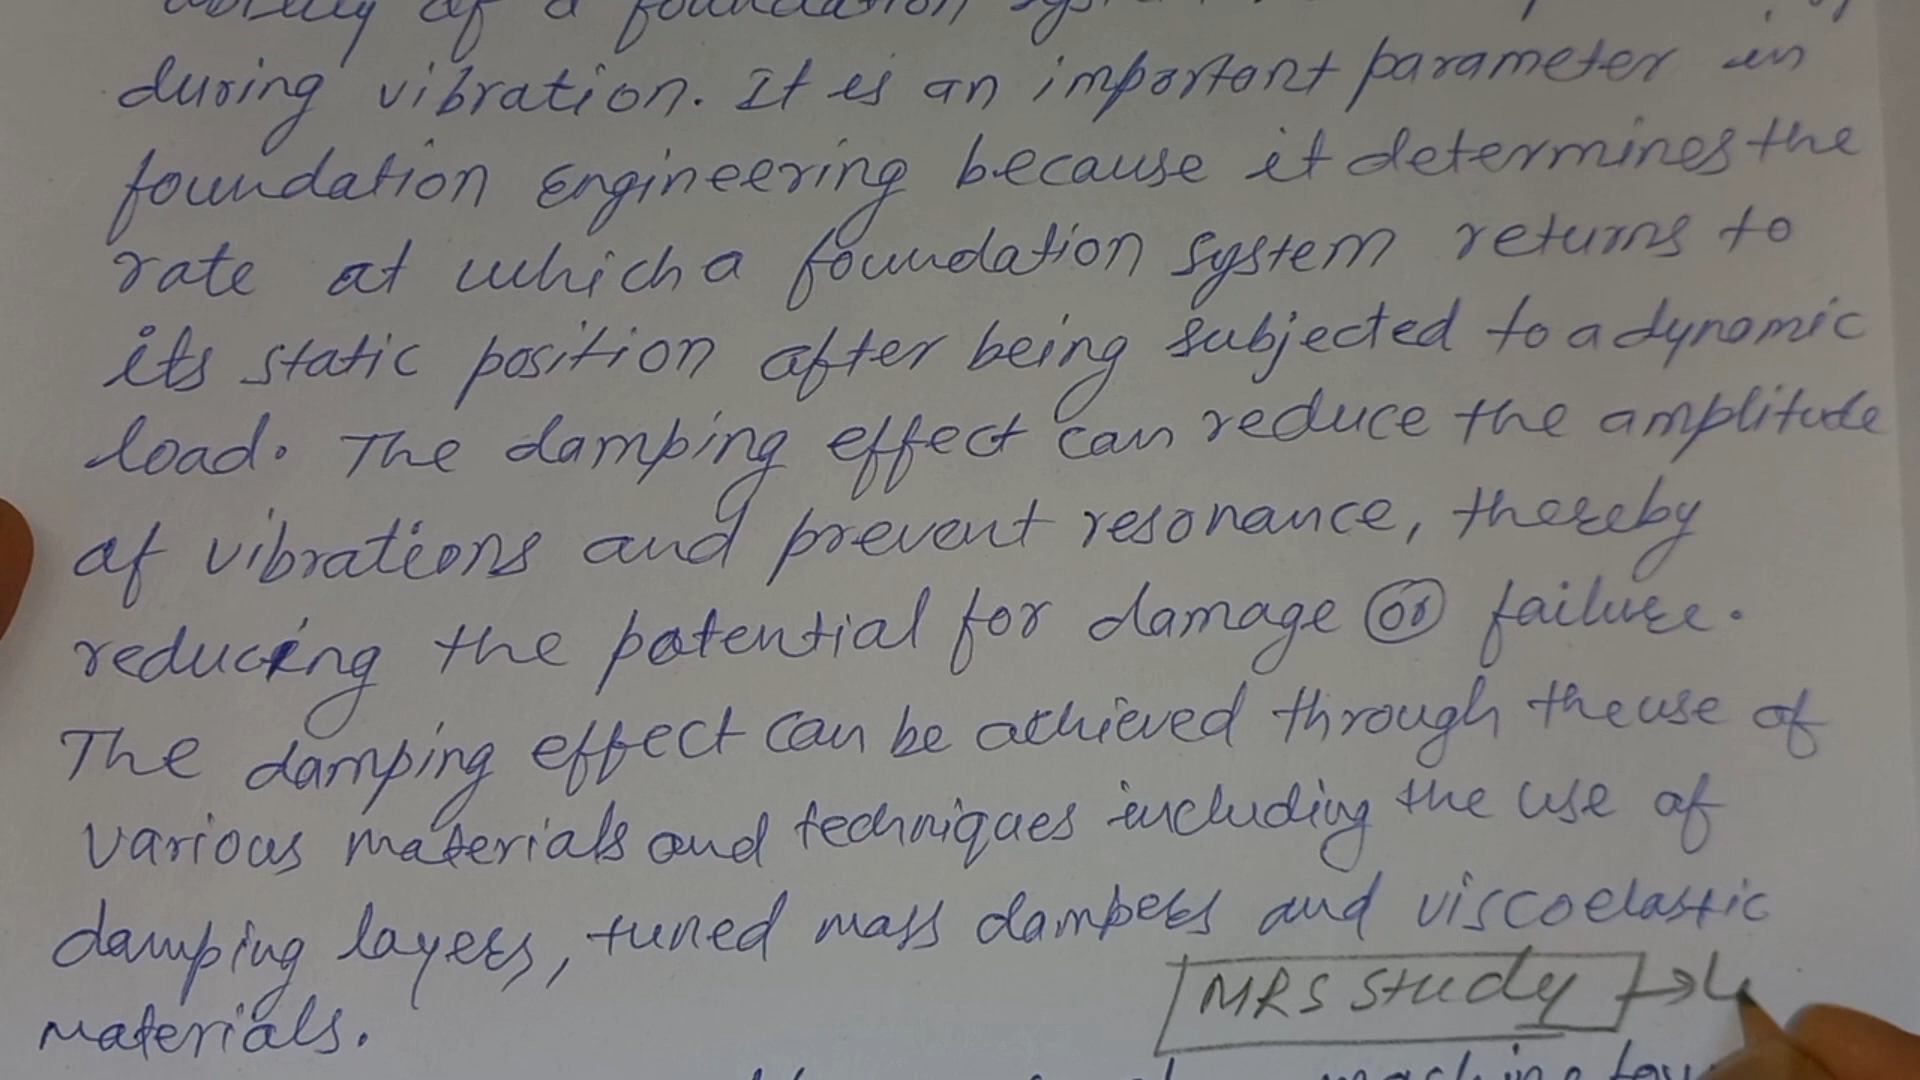 of a foundation
during vibration. It is an important parameter in
foundation Engineering because it determines the
rate at which a foundation system returns to
its static position after being subjected to a dynamic
load. The damping effect can reduce the amplitude
of vibrations and prevent resonance, thereby
reducing the potential for damage or failure.
The damping effect can be achieved through the use of
various materials and techniques including the use of
damping layers, tuned mass dampers and viscoelastic
materials.
MRS Study →
machine